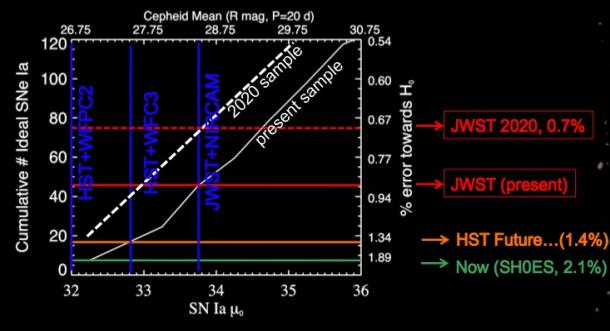 Cepheid Mean (R mag, P=20 d)
26.75 27.75 28.75 29.75 30.75
120
100
80
60
40
20
0
Cumulative # Ideal SNe Ia
HST+WFPC2
HST+WFC3
JWST+NIRCAM
2020 sample
present sample
0.54
0.60
0.67
0.77
0.94
1.34
1.89
% error towards H₀
JWST 2020, 0.7%
JWST (present)
HST Future...(1.4%)
Now (SH0ES, 2.1%)
32 33 34 35 36
SN Ia μ₀